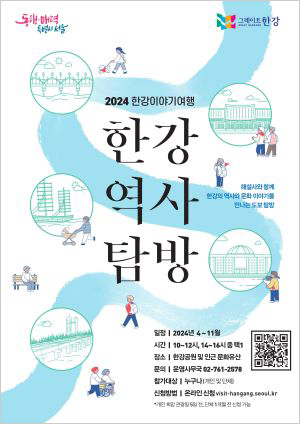 동행·매력
특별시 서울
그레이트한강
GREAT HANGANG
2024 한강이야기여행
한강
역사
탐방
해설사와 함께
한강의 역사와 문화 이야기를
만나는 도보 탐방
일정 | 2024년 4~11월
시간 | 10~12시, 14~16시 중 택1
장소 | 한강공원 및 인근 문화유산
문의 | 운영사무국 02-761-2578
참가대상 | 누구나(개인 및 단체)
신청방법 | 온라인 신청 visit-hangang.seoul.kr